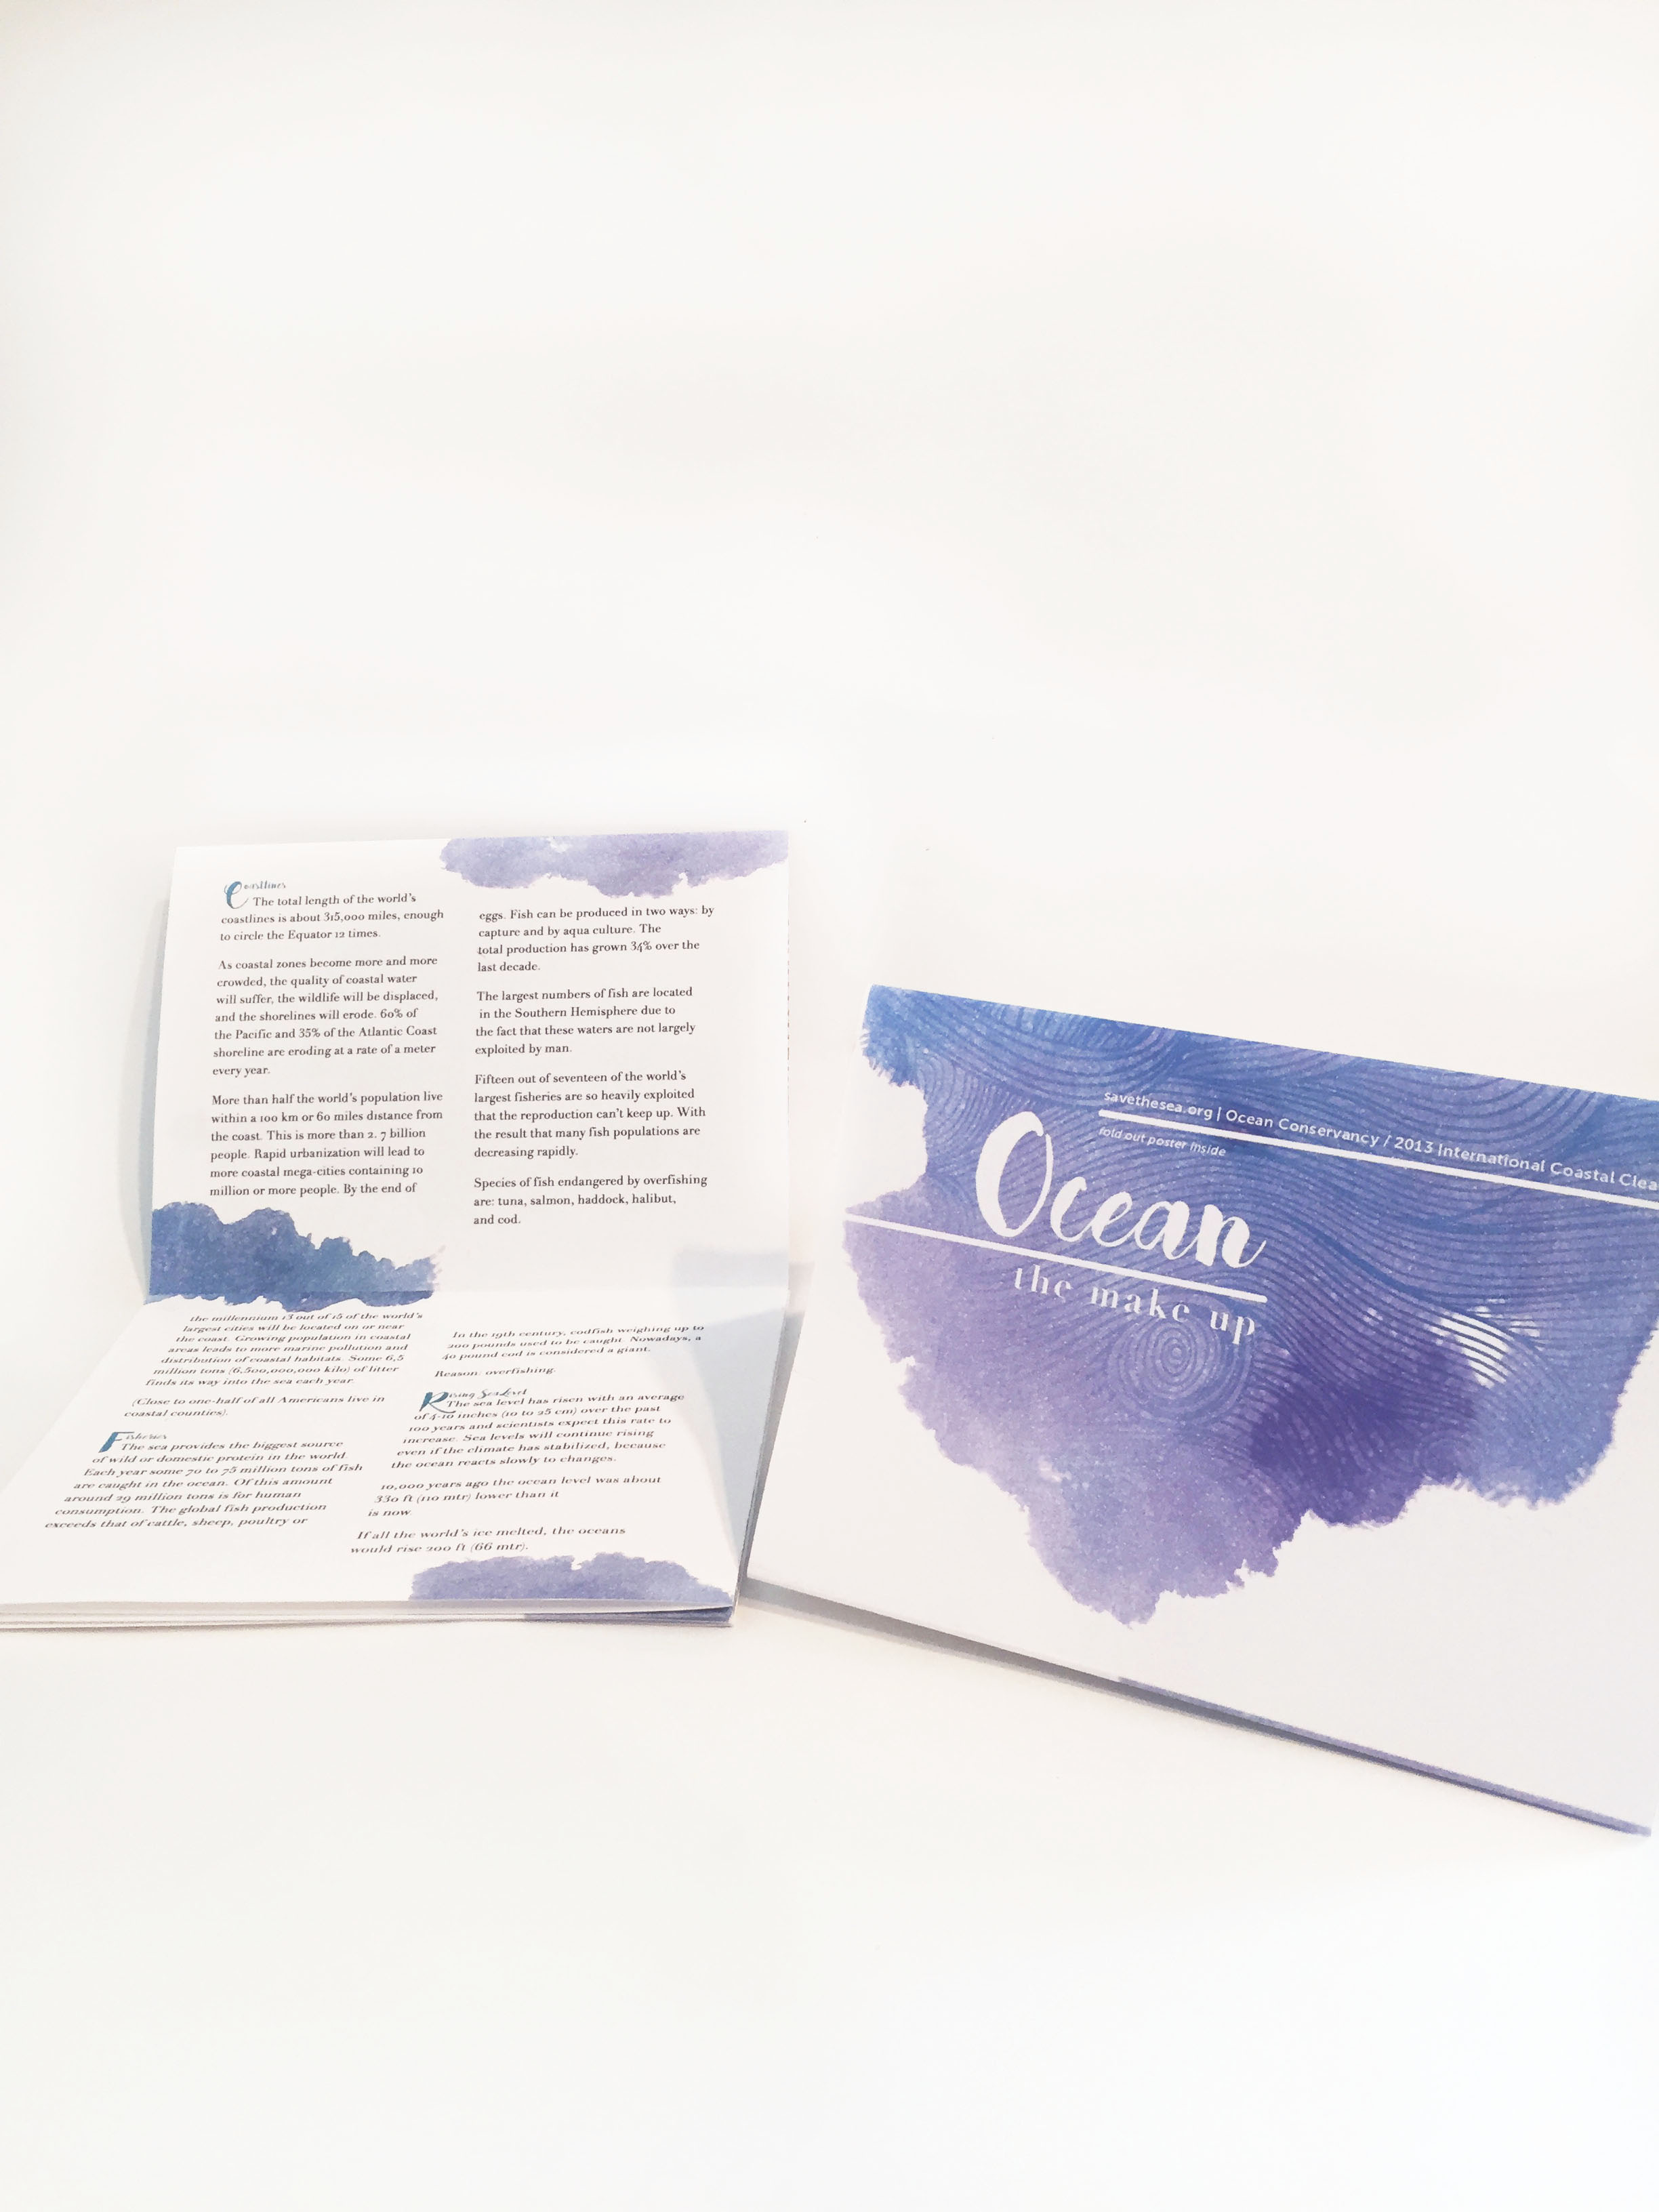 Coastlines
The total length of the world's
coastlines is about 315,000 miles, enough
to circle the Equator 12 times.
As coastal zones become more and more
crowded, the quality of coastal water
will suffer, the wildlife will be displaced,
and the shorelines will erode. 60% of
the Pacific and 35% of the Atlantic Coast
shoreline are eroding at a rate of a meter
every year.
More than half the world's population live
within a 100 km or 60 miles distance from
the coast. This is more than 2. 7 billion
people. Rapid urbanization will lead to
more coastal mega-cities containing 10
million or more people. By the end of
the millennium 13 out of 15 of the world's
largest cities will be located on or near
the coast. Growing population in coastal
areas leads to more marine pollution and
distribution of coastal habitats. Some 6,5
million tons (6,500,000,000 kilo) of litter
finds its way into the sea each year.
(Close to one-half of all Americans live in
coastal counties).
Fisheries
The sea provides the biggest source
of wild or domestic protein in the world.
Each year some 70 to 75 million tons of fish
are caught in the ocean. Of this amount
around 29 million tons is for human
consumption. The global fish production
exceeds that of cattle, sheep, poultry or
eggs. Fish can be produced in two ways: by
capture and by aqua culture. The
total production has grown 34% over the
last decade.
The largest numbers of fish are located
in the Southern Hemisphere due to
the fact that these waters are not largely
exploited by man.
Fifteen out of seventeen of the world's
largest fisheries are so heavily exploited
that the reproduction can't keep up. With
the result that many fish populations are
decreasing rapidly.
Species of fish endangered by overfishing
are: tuna, salmon, haddock, halibut,
and cod.
In the 19th century, codfish weighing up to
200 pounds used to be caught. Nowadays, a
40 pound cod is considered a giant.
Reason: overfishing.
Rising Sea Level
The sea level has risen with an average
of 4-10 inches (10 to 25 cm) over the past
100 years and scientists expect this rate to
increase. Sea levels will continue rising
even if the climate has stabilized, because
the ocean reacts slowly to changes.
10,000 years ago the ocean level was about
330 ft (110 mtr) lower than it
is now.
If all the world's ice melted, the oceans
would rise 200 ft (66 mtr).
savethesea.org | Ocean Conservancy / 2013 International Coastal Clea
fold out poster inside
Ocean
the make up